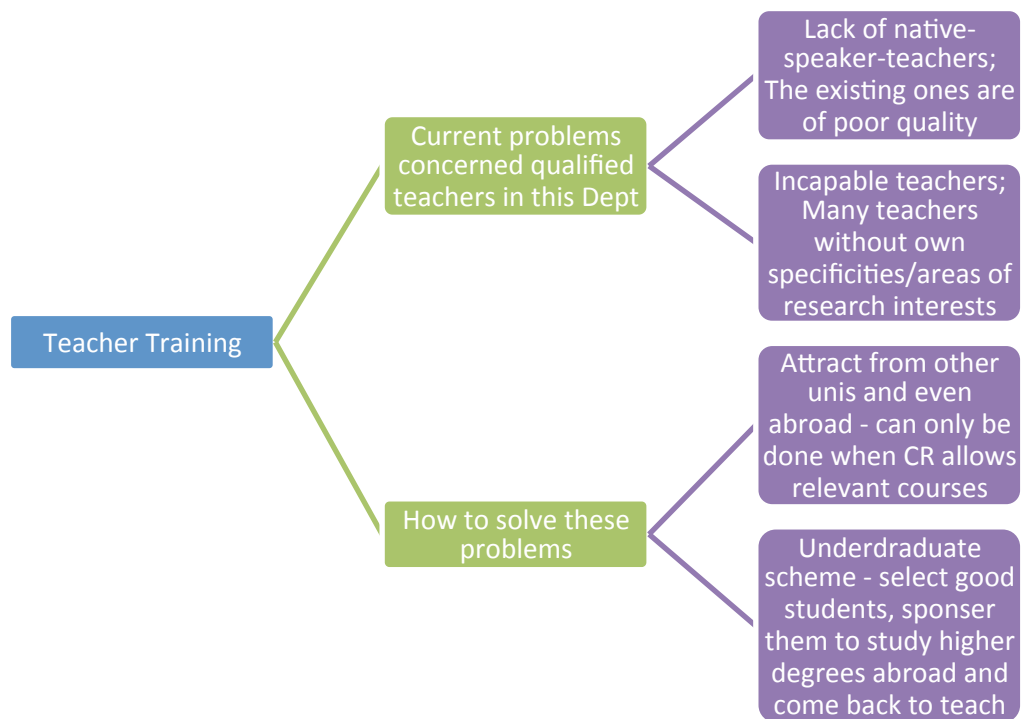 Teacher Training
Current problems
concerned qualified
teachers in this Dept
Lack of native-
speaker-teachers;
The existing ones are
of poor quality
Incapable teachers;
Many teachers
without own
specificities/areas of
research interests
How to solve these
problems
Attract from other
unis and even
abroad - can only be
done when CR allows
relevant courses
Underdraduate
scheme - select good
students, sponser
them to study higher
degrees abroad and
come back to teach